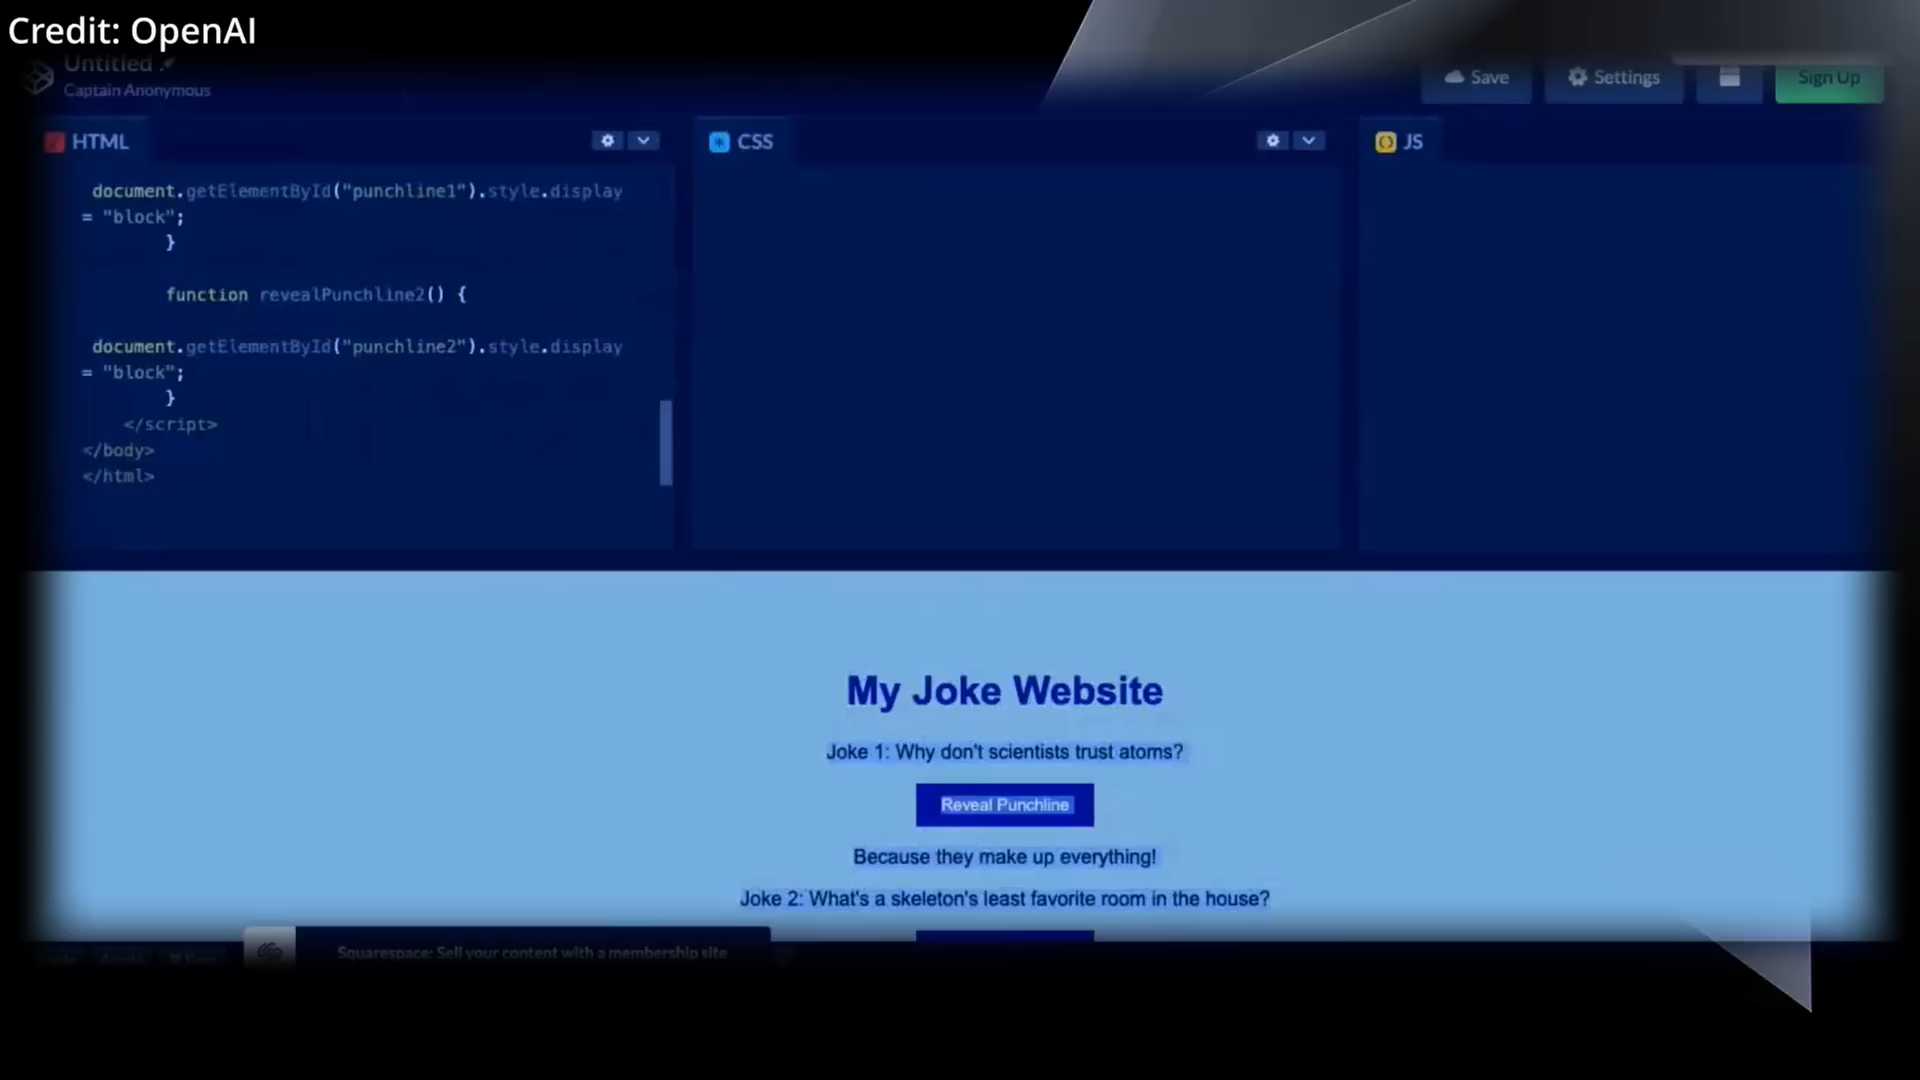 Credit: OpenAI
Untitled
Captain Anonymous
Save
Settings
Sign Up
HTML
CSS
JS
document.getElementById("punchline1").style.display
= "block";
}
function revealPunchline2() {
document.getElementById("punchline2").style.display
= "block";
}
</script>
</body>
</html>
My Joke Website
Joke 1: Why don't scientists trust atoms?
Reveal Punchline
Because they make up everything!
Joke 2: What's a skeleton's least favorite room in the house?
Squarespace: Sell your content with a membership site